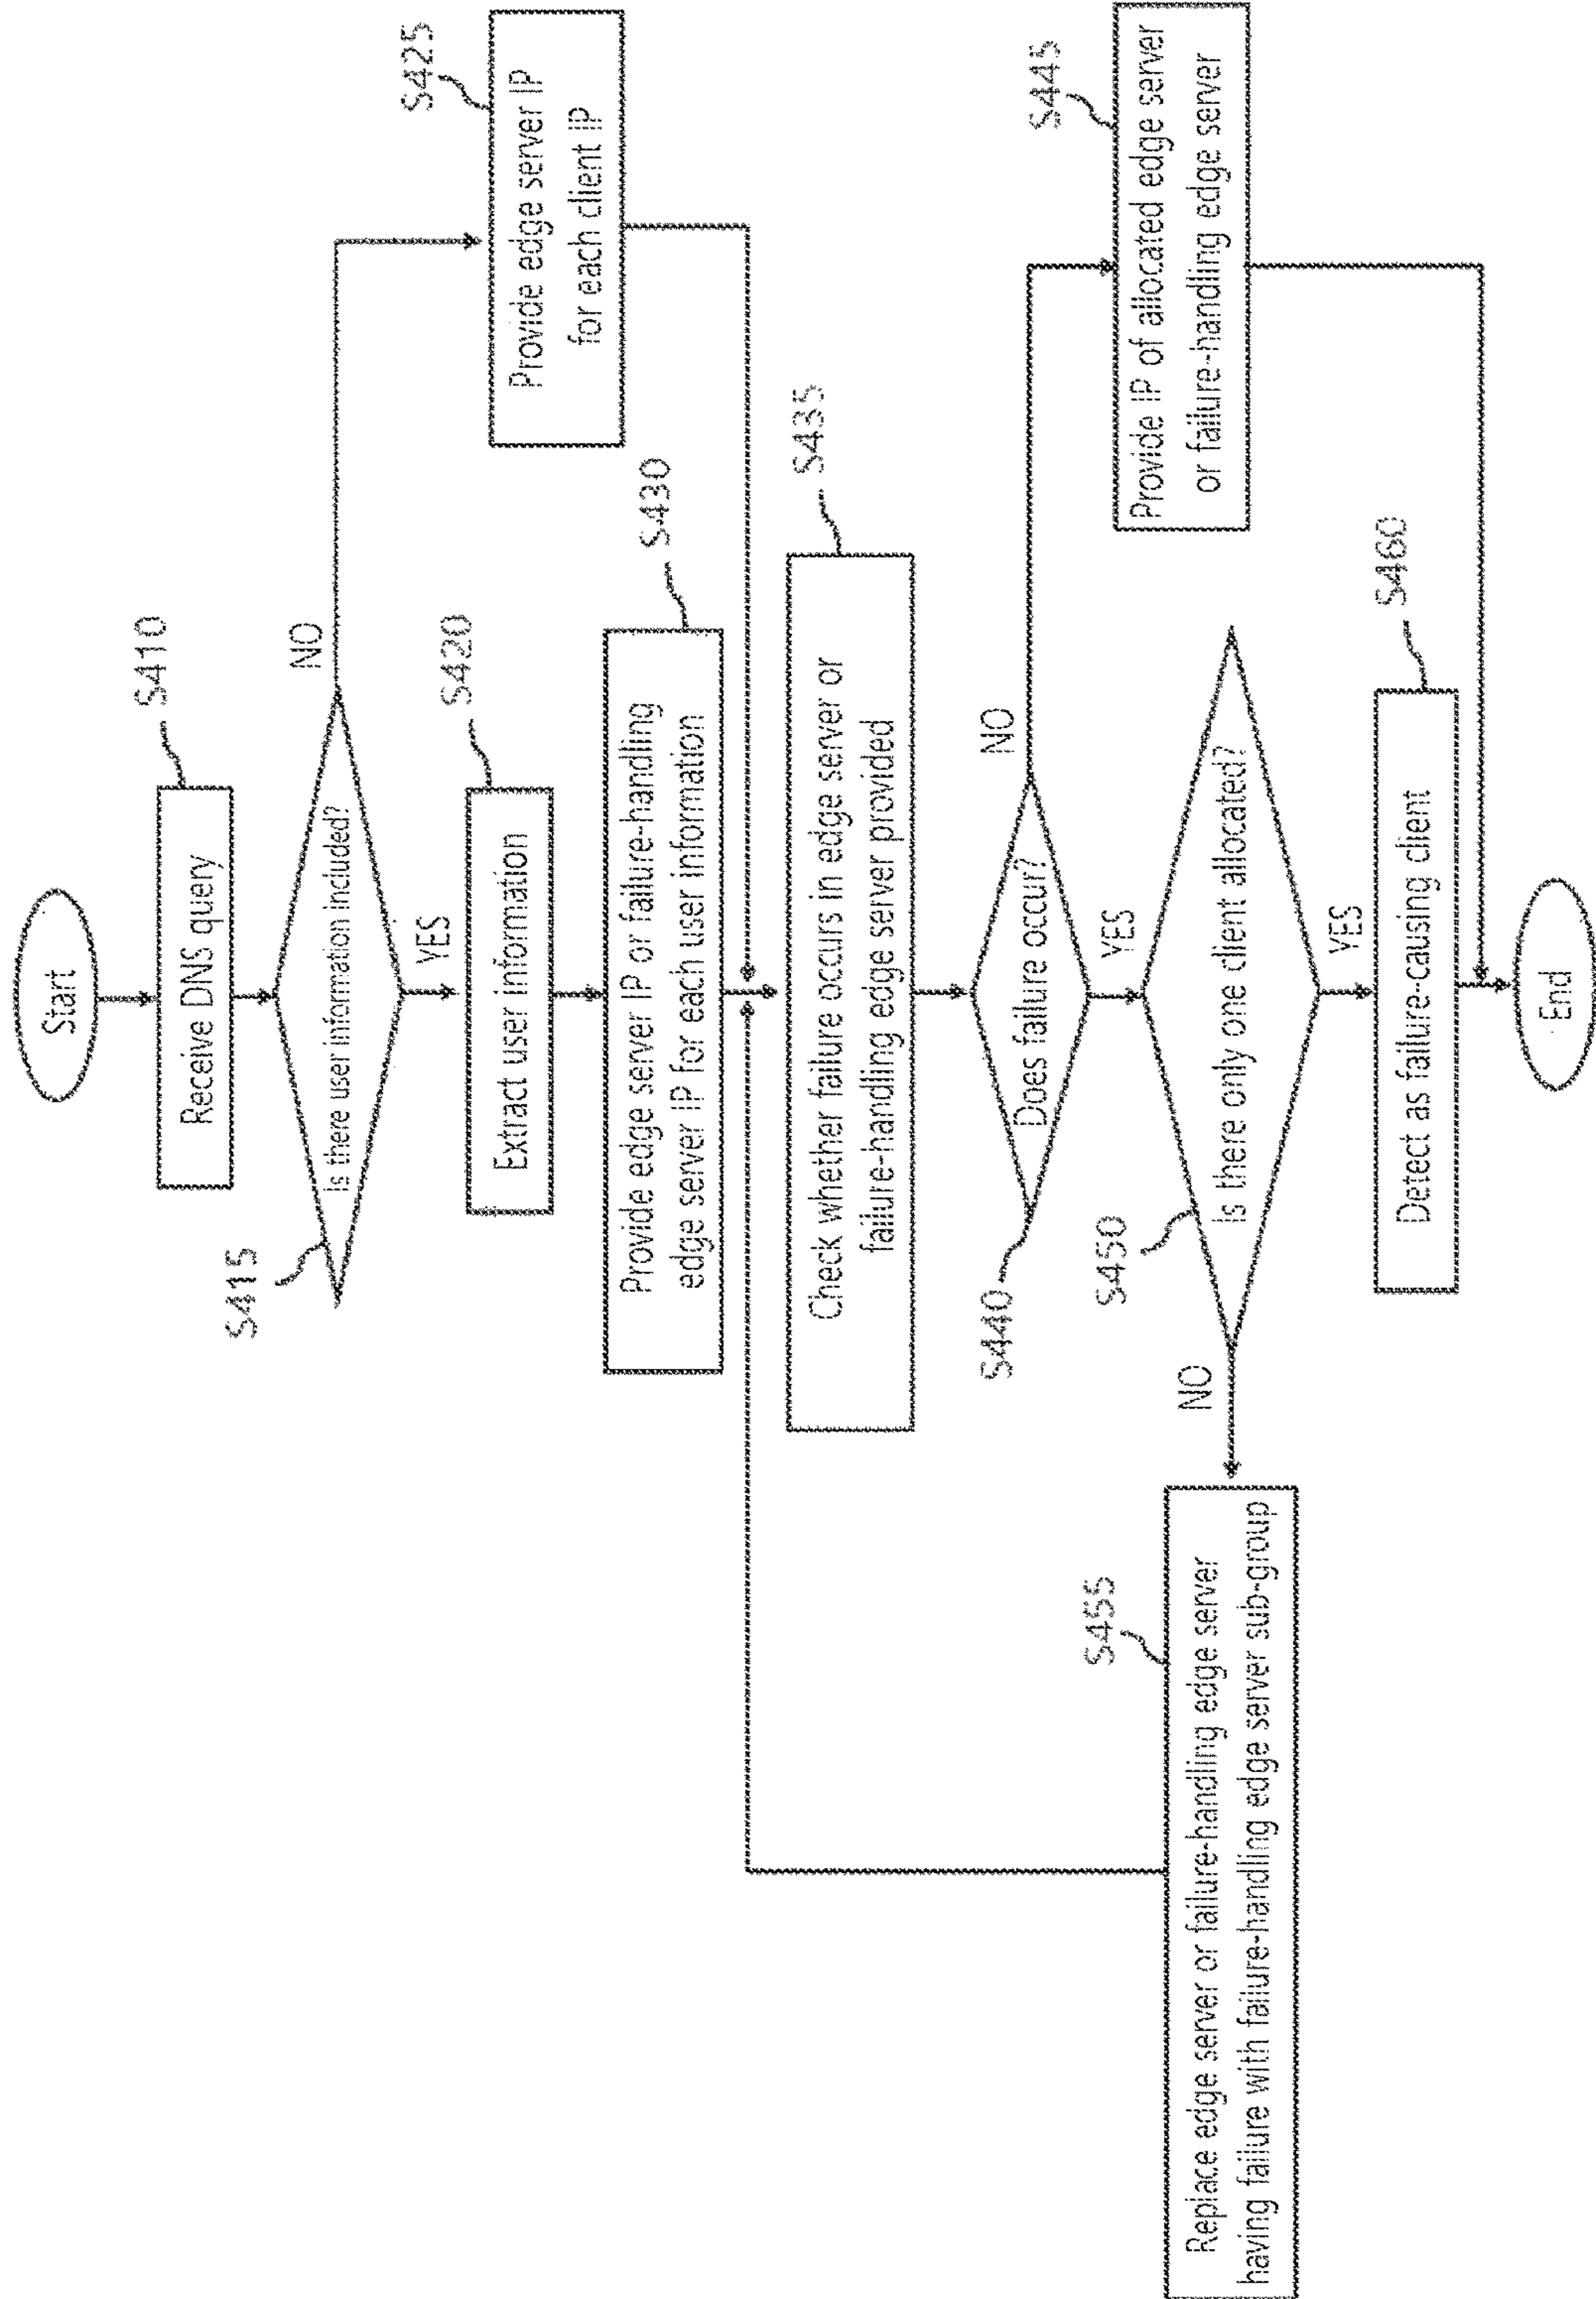 Start
S410
Receive DNS query
S415
Is there user information included?
NO
YES
S425
Provide edge server IP
for each client IP
S420
Extract user information
S430
Provide edge server IP or failure-handling
edge server IP for each user information
S435
Check whether failure occurs in edge server or
failure-handling edge server provided
S440
Does failure occur?
NO
YES
S445
Provide IP of allocated edge server
or failure-handling edge server
S450
Is there only one client allocated?
NO
YES
S455
Replace edge server or failure-handling edge server
having failure with failure-handling edge server sub-group
S460
Detect as failure-causing client
End